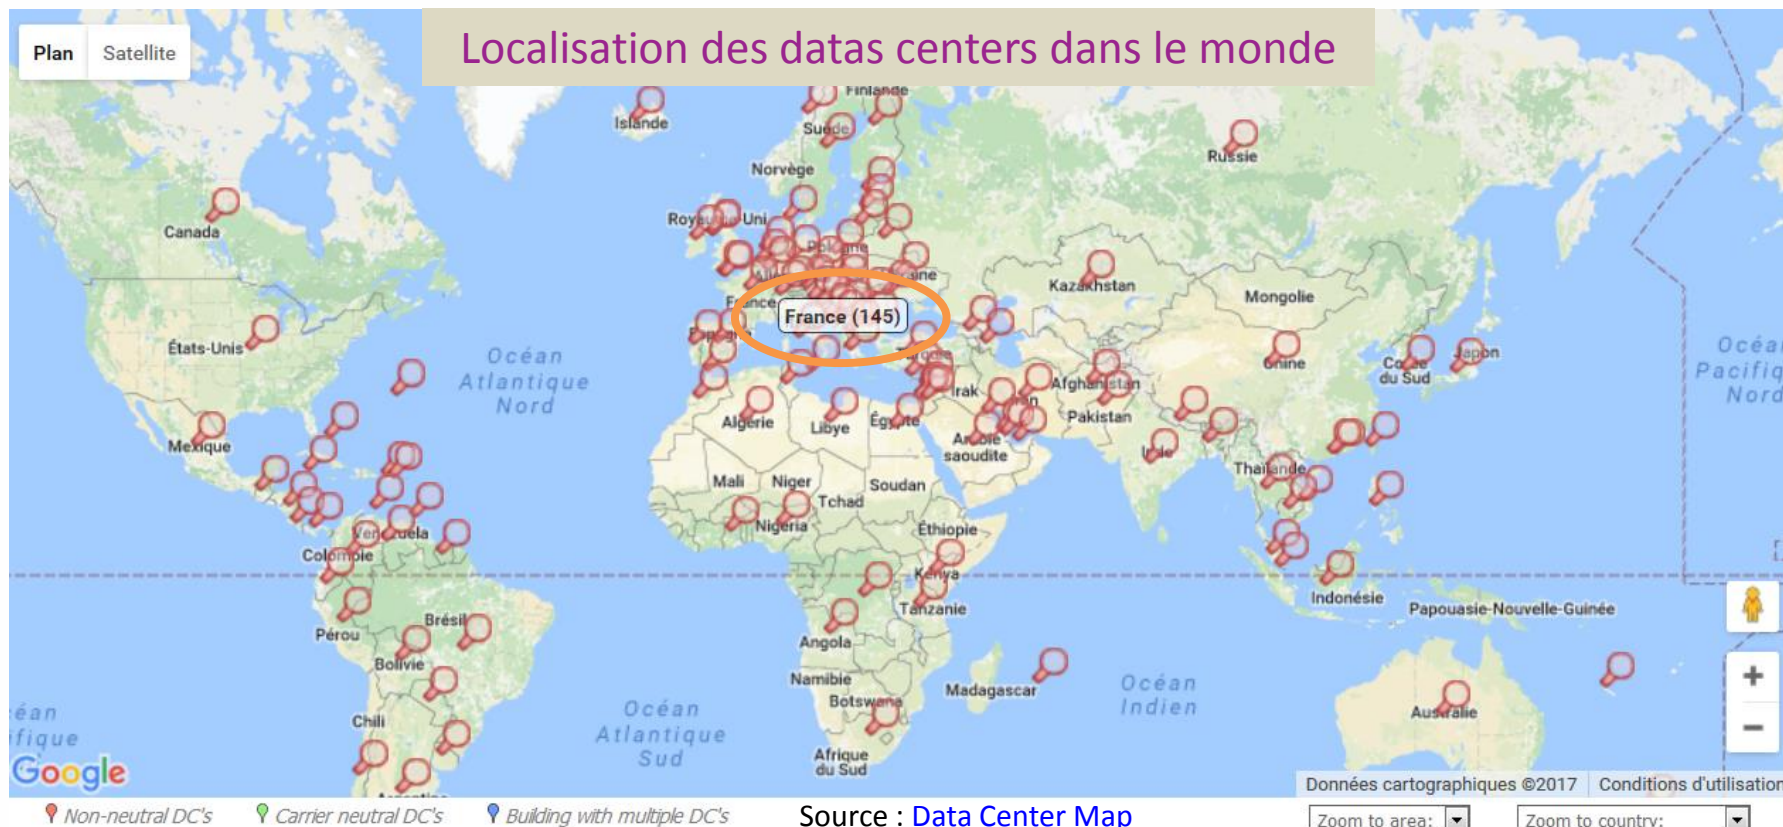 Localisation des datas centers dans le monde
Plan Satellite
Finlande
Islande
Suède
Norvège
Russie
Canada
Pologne
Kazakhstan
Mongolie
France
France (145)
États-Unis
Océan
Atlantique
Nord
Chine
Corée
du Sud
Japon
Océan
Pacifiq
Nord
Irak
Afghanistan
Pakistan
Mexique
Algérie
Libye
Égypte
Arabie
saoudite
Inde
Thaïlande
Mali
Niger
Tchad
Soudan
Nigeria
Éthiopie
Venezuela
Colombie
Kenya
Tanzanie
Indonésie
Papouasie-Nouvelle-Guinée
Pérou
Brésil
Bolivie
Angola
Namibie
Botswana
Madagascar
Océan
Indien
Chili
Océan
Atlantique
Sud
Australie
Afrique
du Sud
éan
ifique
Google
Données cartographiques ©2017 Conditions d'utilisation
Non-neutral DC's Carrier neutral DC's Building with multiple DC's
Source : Data Center Map
Zoom to area: Zoom to country: